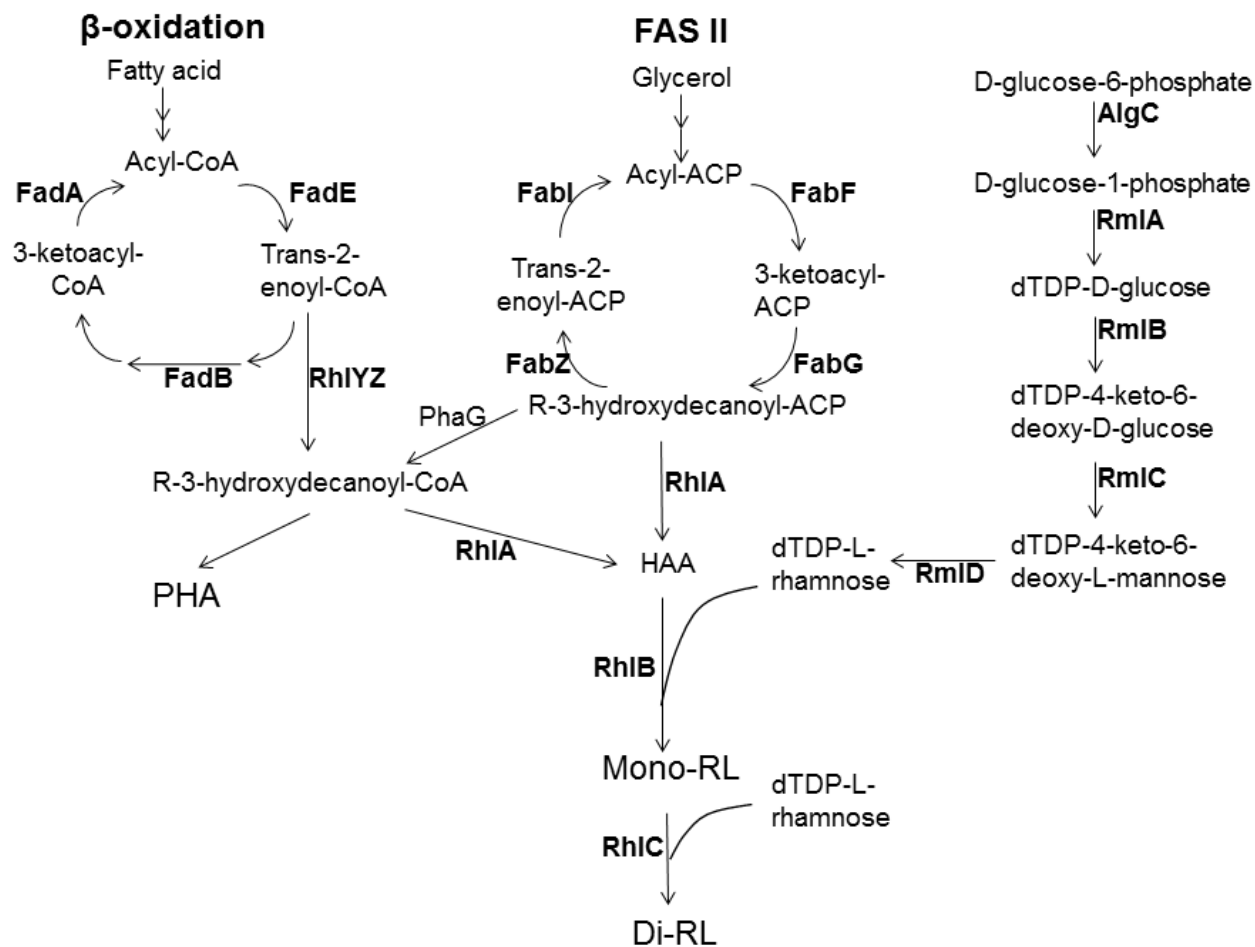 β-oxidation
Fatty acid
Acyl-CoA
FadA
FadE
3-ketoacyl-
CoA
Trans-2-
enoyl-CoA
FadB
RhlYZ
R-3-hydroxydecanoyl-CoA
PHA
FAS II
Glycerol
Acyl-ACP
FabI
FabF
Trans-2-
enoyl-ACP
3-ketoacyl-
ACP
FabZ
FabG
R-3-hydroxydecanoyl-ACP
PhaG
RhlA
RhlA
HAA
RhlB
Mono-RL
dTDP-L-
rhamnose
RhlC
Di-RL
D-glucose-6-phosphate
AlgC
D-glucose-1-phosphate
RmlA
dTDP-D-glucose
RmlB
dTDP-4-keto-6-
deoxy-D-glucose
RmlC
dTDP-4-keto-6-
deoxy-L-mannose
RmlD
dTDP-L-
rhamnose